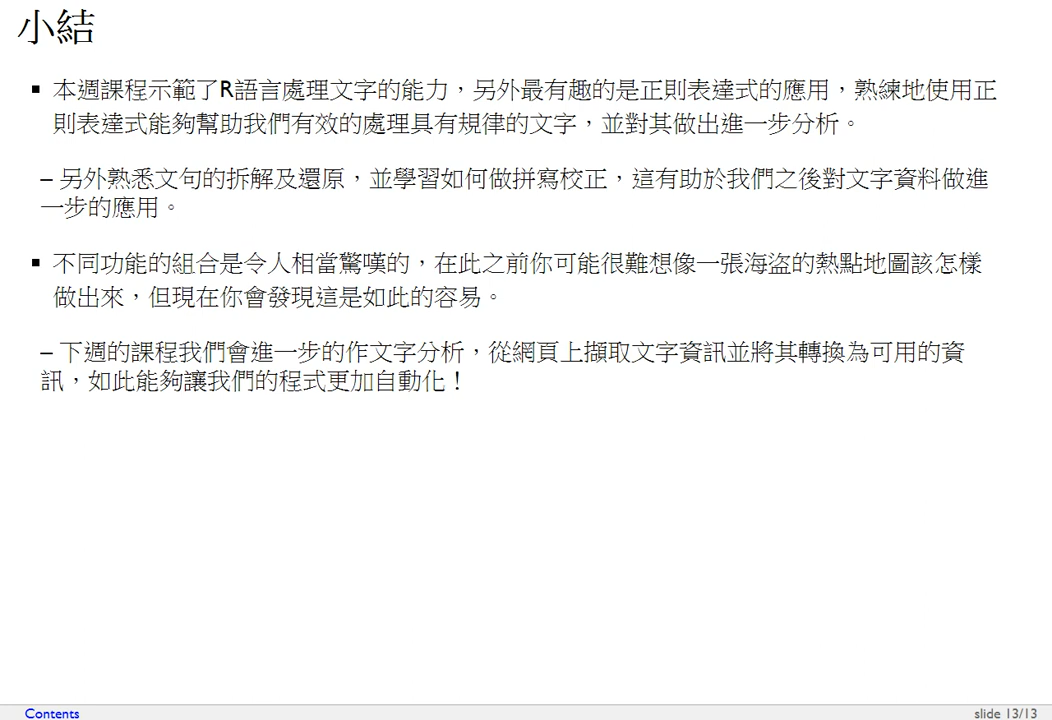 小結
▪ 本週課程示範了R語言處理文字的能力，另外最有趣的是正則表達式的應用，熟練地使用正
則表達式能夠幫助我們有效的處理具有規律的文字，並對其做出進一步分析。
– 另外熟悉文句的拆解及還原，並學習如何做拼寫校正，這有助於我們之後對文字資料做進
一步的應用。
▪ 不同功能的組合是令人相當驚嘆的，在此之前你可能很難想像一張海盜的熱點地圖該怎樣
做出來，但現在你會發現這是如此的容易。
– 下週的課程我們會進一步的作文字分析，從網頁上擷取文字資訊並將其轉換為可用的資
訊，如此能夠讓我們的程式更加自動化！
Contents
slide 13/13